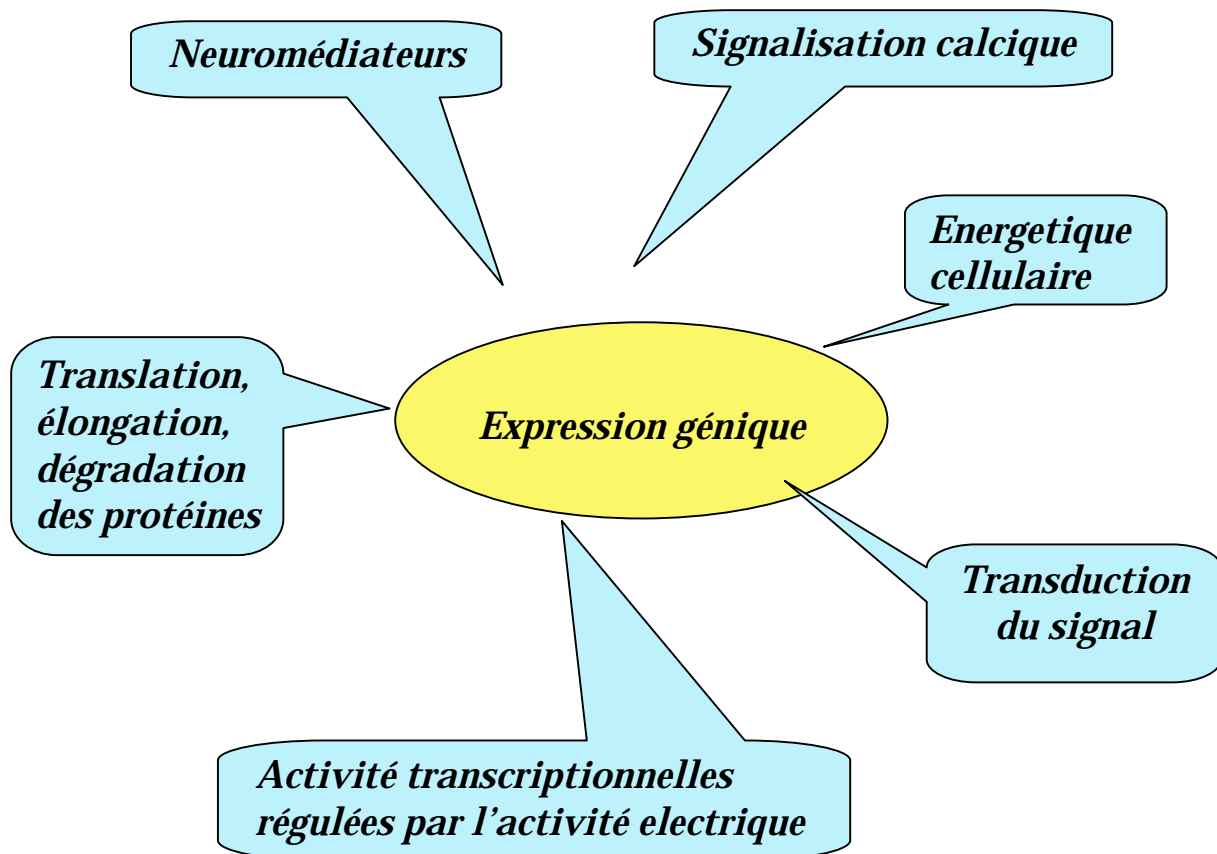 Neuromédiateurs
Signalisation calcique
Energetique
cellulaire
Translation,
élongation,
dégradation
des protéines
Expression génique
Transduction
du signal
Activité transcriptionnelles
régulées par l'activité electrique